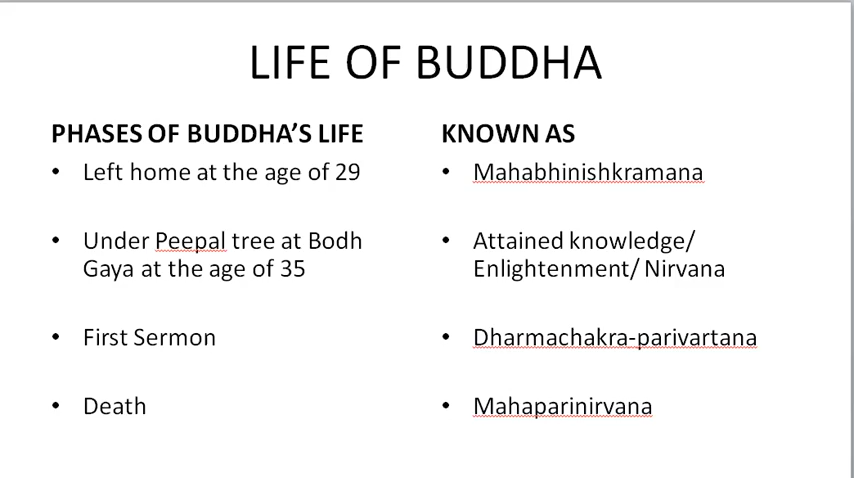 LIFE OF BUDDHA
PHASES OF BUDDHA'S LIFE
• Left home at the age of 29
• Under Peepal tree at Bodh
Gaya at the age of 35
• First Sermon
• Death
KNOWN AS
• Mahabhinishkramana
• Attained knowledge/
Enlightenment/ Nirvana
• Dharmachakra-parivartana
• Mahaparinirvana